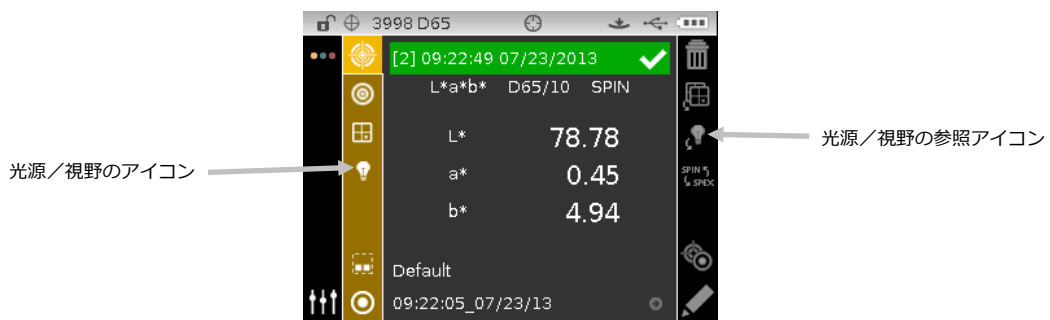 3998 D65
[2] 09:22:49 07/23/2013
L*a*b* D65/10 SPIN
光源／視野の参照アイコン
L* 78.78
光源／視野のアイコン
a* 0.45
SPIN
SPEX
b* 4.94
Default
09:22:05_07/23/13